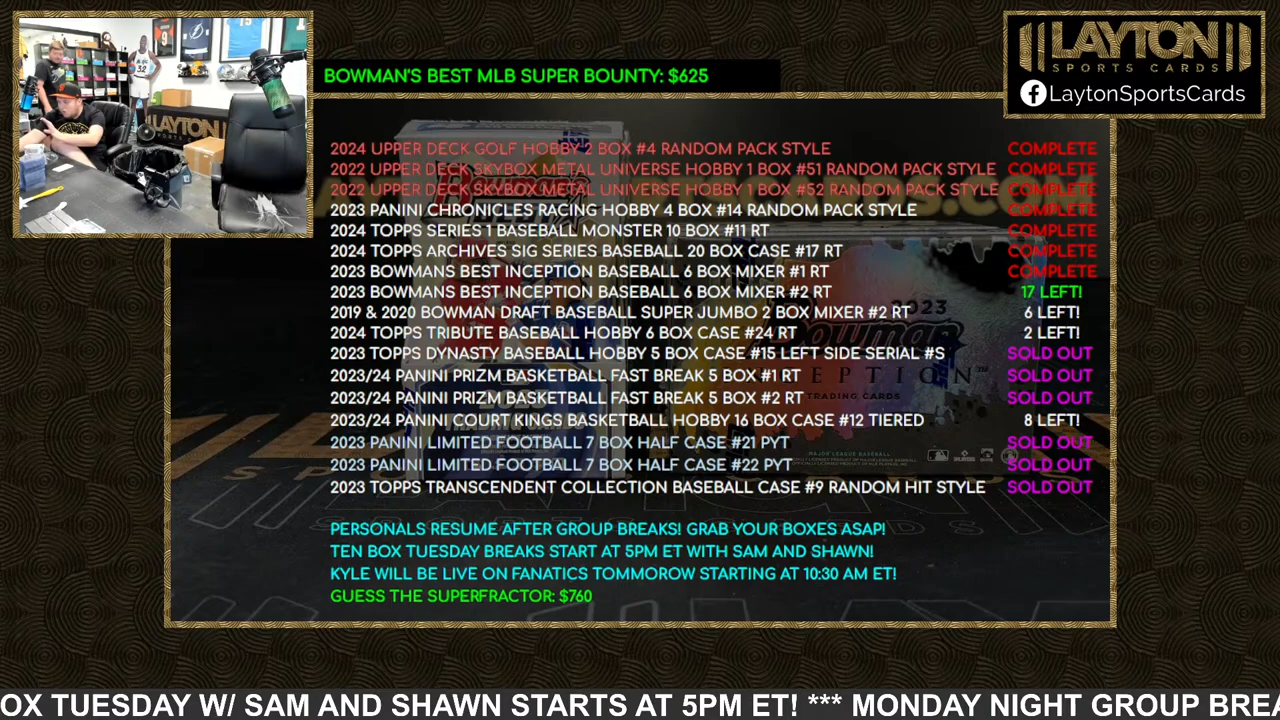 BOWMAN'S BEST MLB SUPER BOUNTY: $625
LAYTON
SPORTS CARDS
LaytonSportsCards
2024 UPPER DECK GOLF HOBBY 2 BOX #4 RANDOM PACK STYLE COMPLETE
2022 UPPER DECK SKYBOX METAL UNIVERSE HOBBY 1 BOX #51 RANDOM PACK STYLE COMPLETE
2022 UPPER DECK SKYBOX METAL UNIVERSE HOBBY 1 BOX #52 RANDOM PACK STYLE COMPLETE
2023 PANINI CHRONICLES RACING HOBBY 4 BOX #14 RANDOM PACK STYLE COMPLETE
2024 TOPPS SERIES 1 BASEBALL MONSTER 10 BOX #11 RT COMPLETE
2024 TOPPS ARCHIVES SIG SERIES BASEBALL 20 BOX CASE #17 RT COMPLETE
2023 BOWMANS BEST INCEPTION BASEBALL 6 BOX MIXER #1 RT COMPLETE
2023 BOWMANS BEST INCEPTION BASEBALL 6 BOX MIXER #2 RT 17 LEFT!
2019 & 2020 BOWMAN DRAFT BASEBALL SUPER JUMBO 2 BOX MIXER #2 RT 6 LEFT!
2024 TOPPS TRIBUTE BASEBALL HOBBY 6 BOX CASE #24 RT 2 LEFT!
2023 TOPPS DYNASTY BASEBALL HOBBY 5 BOX CASE #15 LEFT SIDE SERIAL #S SOLD OUT
2023/24 PANINI PRIZM BASKETBALL FAST BREAK 5 BOX #1 RT SOLD OUT
2023/24 PANINI PRIZM BASKETBALL FAST BREAK 5 BOX #2 RT SOLD OUT
2023/24 PANINI COURT KINGS BASKETBALL HOBBY 16 BOX CASE #12 TIERED 8 LEFT!
2023 PANINI LIMITED FOOTBALL 7 BOX HALF CASE #21 PYT SOLD OUT
2023 PANINI LIMITED FOOTBALL 7 BOX HALF CASE #22 PYT SOLD OUT
2023 TOPPS TRANSCENDENT COLLECTION BASEBALL CASE #9 RANDOM HIT STYLE SOLD OUT
PERSONALS RESUME AFTER GROUP BREAKS! GRAB YOUR BOXES ASAP!
TEN BOX TUESDAY BREAKS START AT 5PM ET WITH SAM AND SHAWN!
KYLE WILL BE LIVE ON FANATICS TOMMOROW STARTING AT 10:30 AM ET!
GUESS THE SUPERFRACTOR: $760
OX TUESDAY W/ SAM AND SHAWN STARTS AT 5PM ET! *** MONDAY NIGHT GROUP BREA